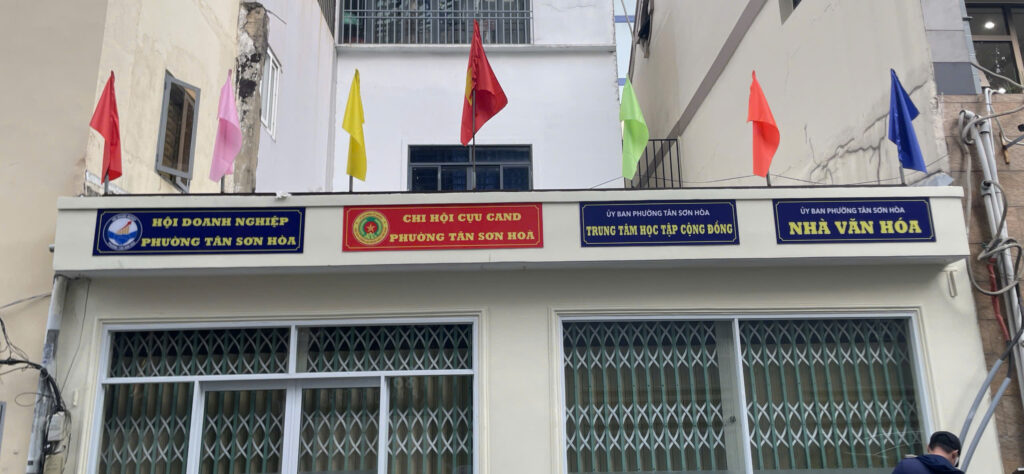 HỘI DOANH NGHIỆP
PHƯỜNG TÂN SƠN HÒA
CHI HỘI CỰU CAND
PHƯỜNG TÂN SƠN HOÀ
ỦY BAN PHƯỜNG TÂN SƠN HÒA
TRUNG TÂM HỌC TẬP CỘNG ĐỒNG
ỦY BAN PHƯỜNG TÂN SƠN HÒA
NHÀ VĂN HÓA